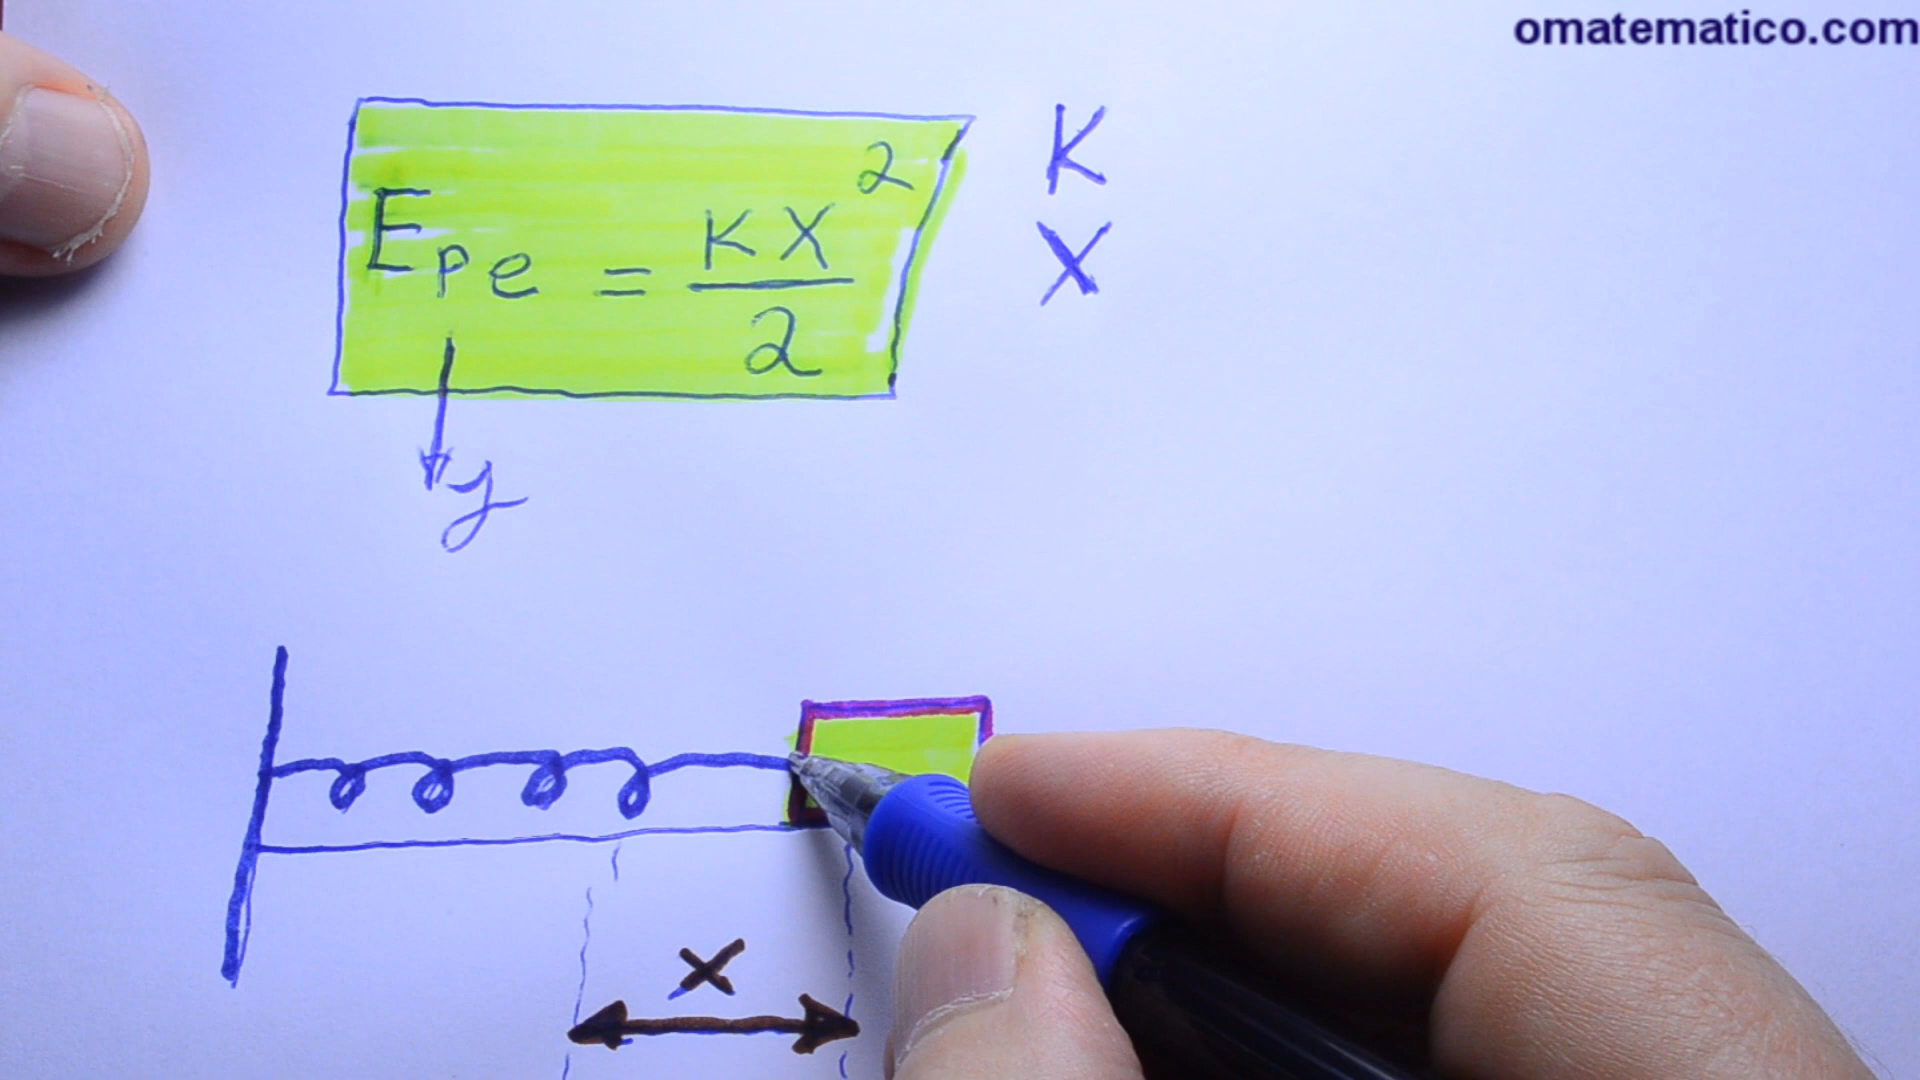 omatematico.com
Epe = KX²
2
K
X
y
X